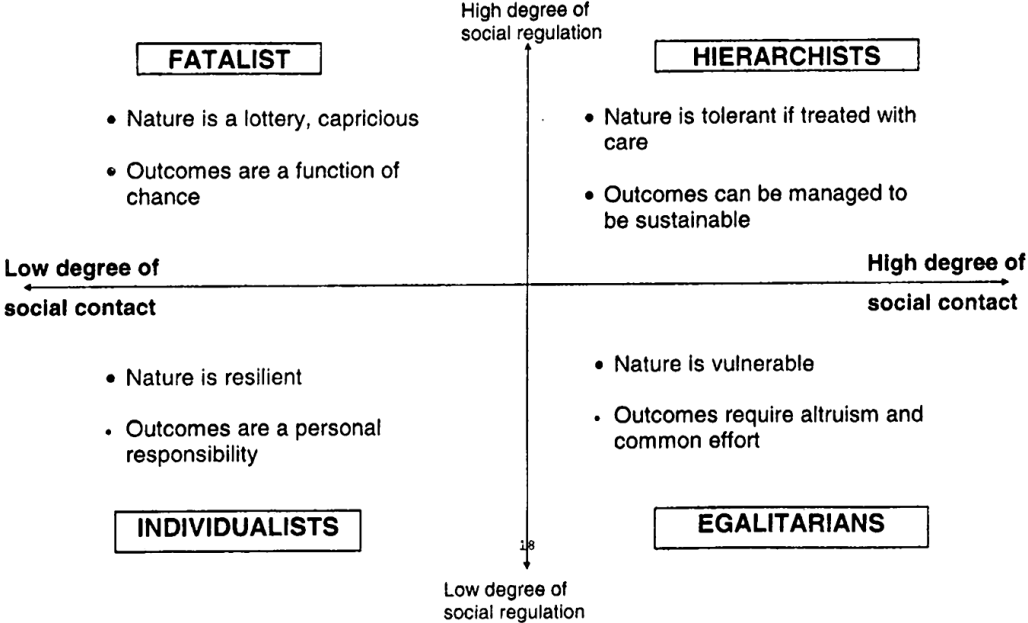 High degree of
social regulation
FATALIST
• Nature is a lottery, capricious
• Outcomes are a function of
chance
HIERARCHISTS
• Nature is tolerant if treated with
care
• Outcomes can be managed to
be sustainable
Low degree of
social contact
High degree of
social contact
• Nature is resilient
• Outcomes are a personal
responsibility
INDIVIDUALISTS
• Nature is vulnerable
• Outcomes require altruism and
common effort
EGALITARIANS
18
Low degree of
social regulation